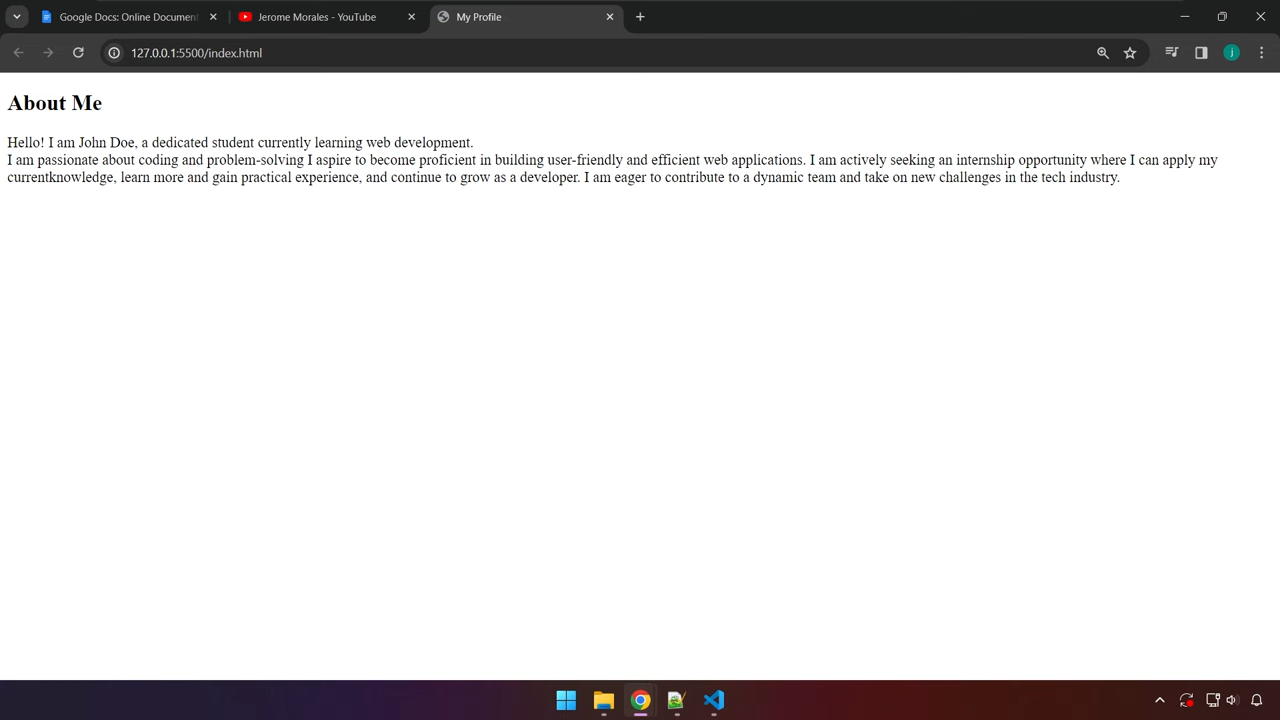 Google Docs: Online Document
Jerome Morales - YouTube
My Profile
127.0.0.1:5500/index.html
j
About Me
Hello! I am John Doe, a dedicated student currently learning web development.
I am passionate about coding and problem-solving I aspire to become proficient in building user-friendly and efficient web applications. I am actively seeking an internship opportunity where I can apply my
currentknowledge, learn more and gain practical experience, and continue to grow as a developer. I am eager to contribute to a dynamic team and take on new challenges in the tech industry.